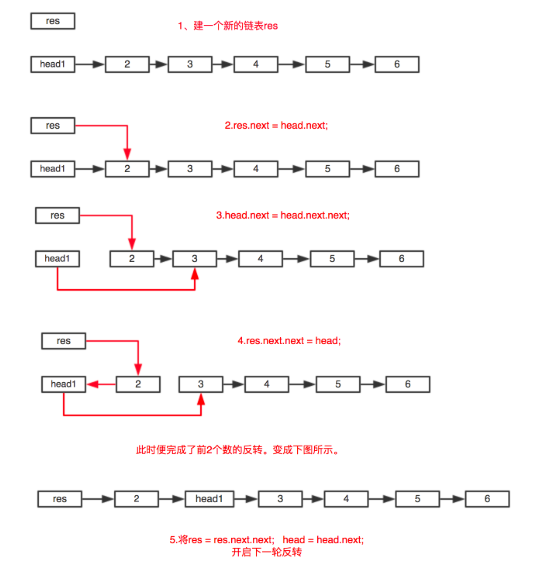 res
1、建一个新的链表res
head1 2 3 4 5 6
res
2.res.next = head.next;
head1 2 3 4 5 6
res
3.head.next = head.next.next;
head1 2 3 4 5 6
res
4.res.next.next = head;
head1 2 3 4 5 6
此时便完成了前2个数的反转。变成下图所示。
res 2 head1 3 4 5 6
5.将res = res.next.next; head = head.next;
开启下一轮反转